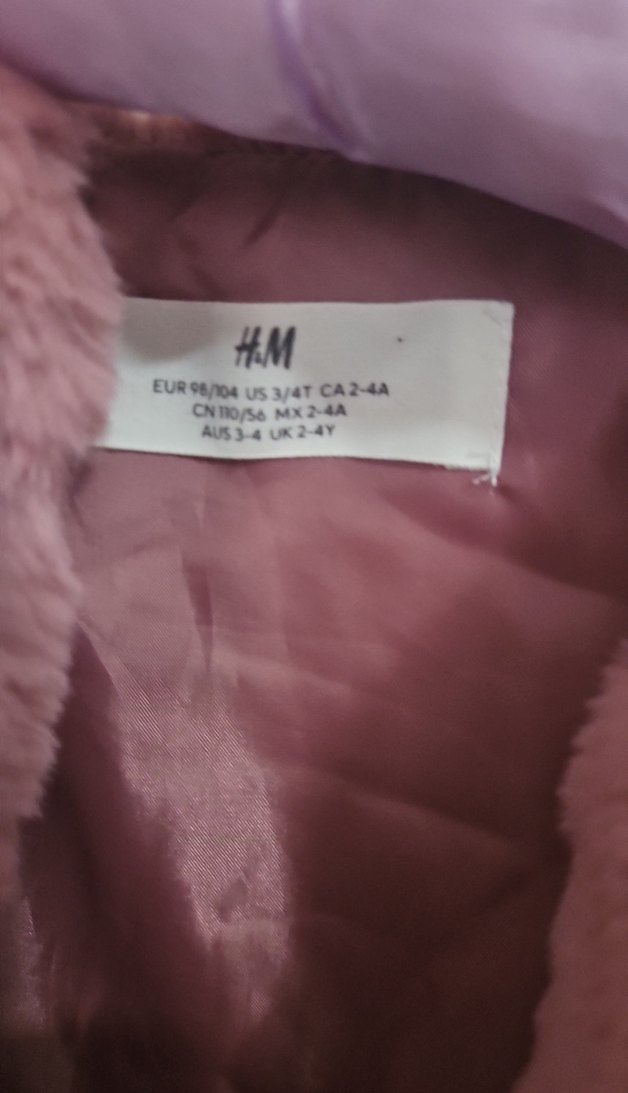 H&M
EUR 98/104 US 3/4T CA 2-4A
CN 110/56 MX 2-4A
AUS 3-4 UK 2-4Y